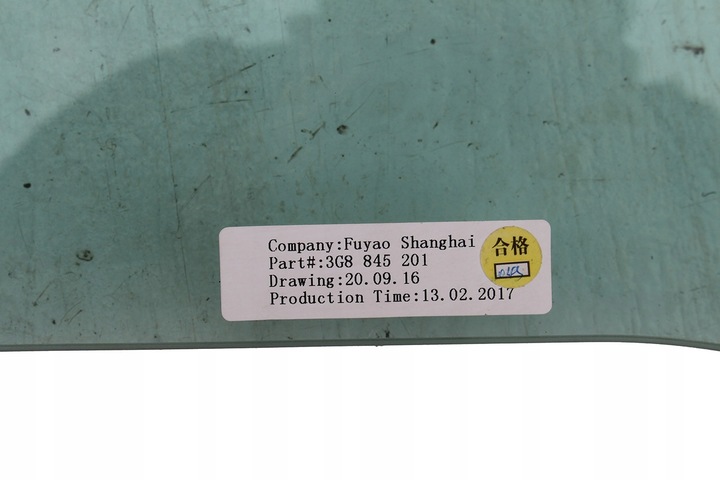 Company:Fuyao Shanghai
Part#:3G8 845 201
Drawing:20.09.16
Production Time:13.02.2017
合格